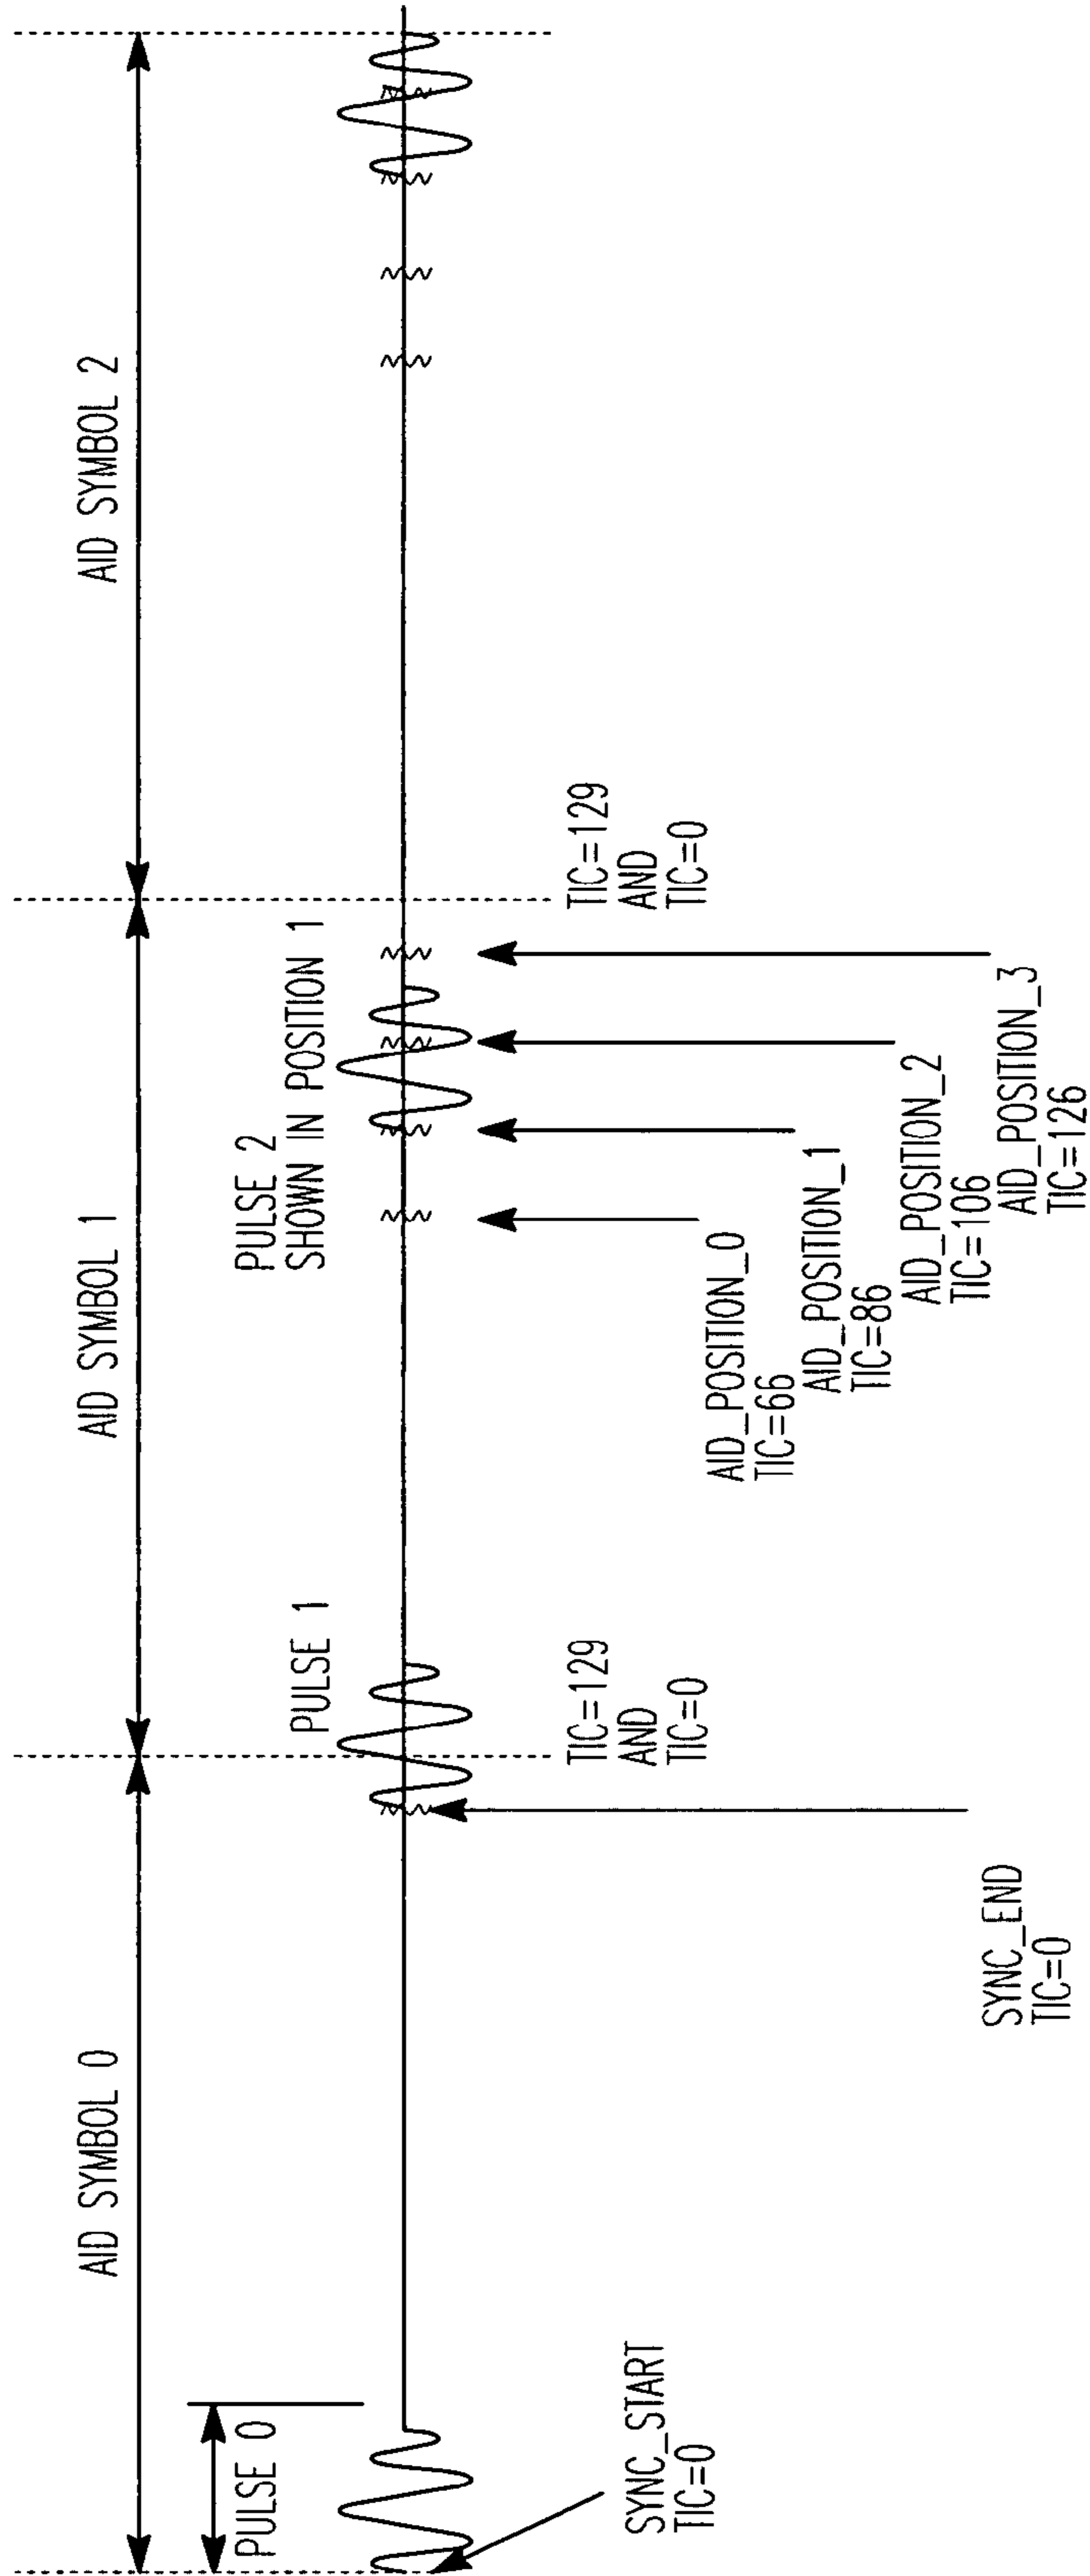 AID SYMBOL 0
AID SYMBOL 1
AID SYMBOL 2
PULSE 0
PULSE 1
PULSE 2
SHOWN IN POSITION 1
SYNC_START
TIC=0
SYNC_END
TIC=0
TIC=129
AND
TIC=0
AID_POSITION_0
TIC=66
AID_POSITION_1
TIC=86
AID_POSITION_2
TIC=106
AID_POSITION_3
TIC=126
TIC=129
AND
TIC=0